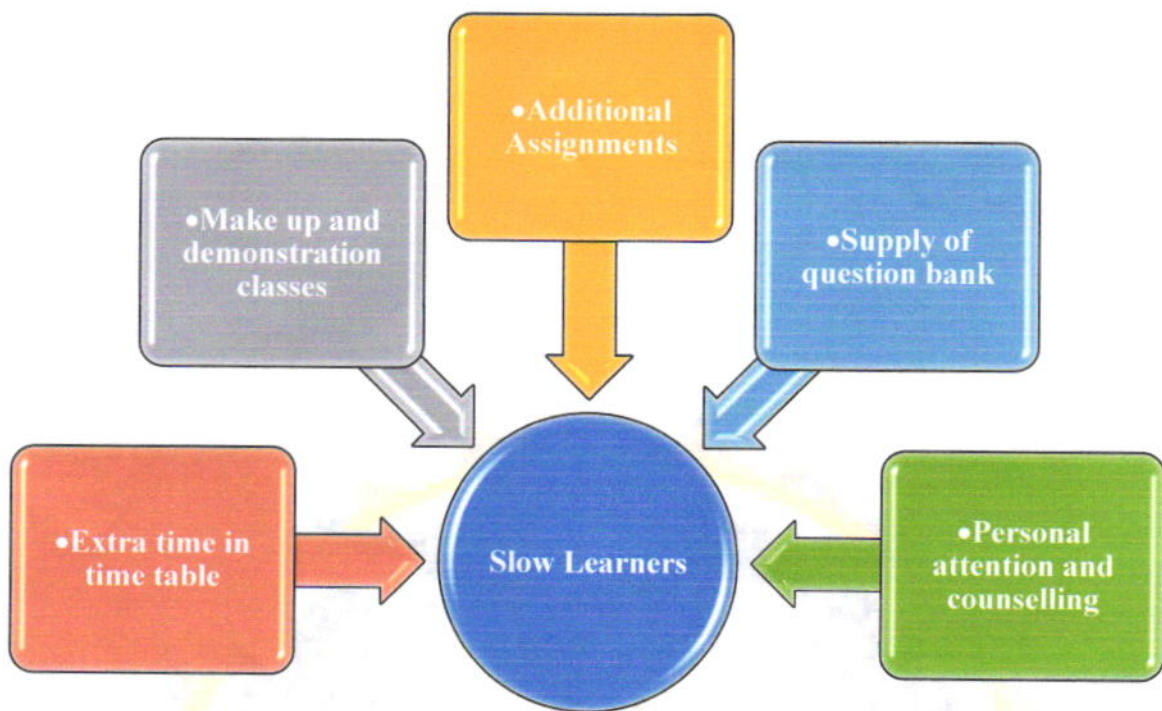 •Additional
Assignments
•Make up and
demonstration
classes
•Supply of
question bank
•Extra time in
time table
Slow Learners
•Personal
attention and
counselling